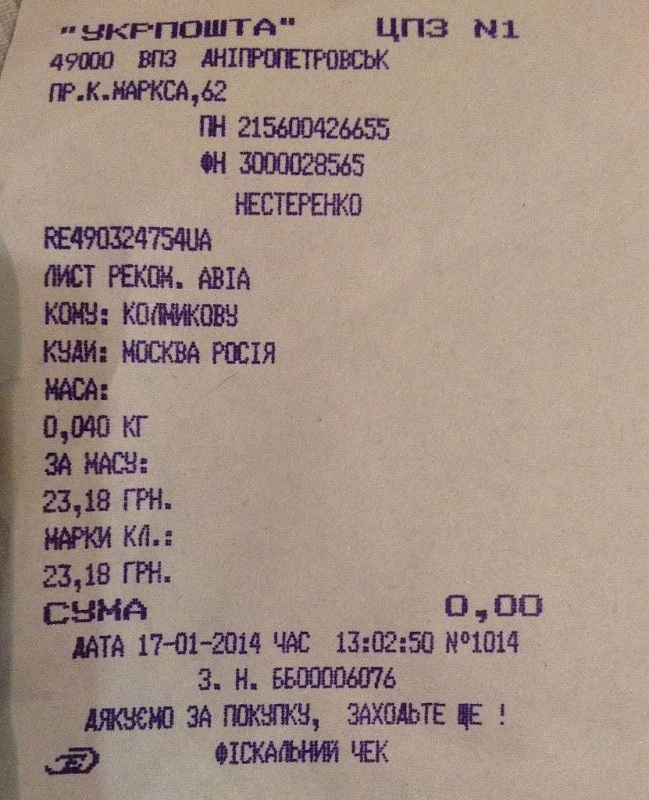 "УКРПОШТА" ЦПЗ N1
49000 ВПЗ ДНІПРОПЕТРОВСЬК
ПР.К.МАРКСА,62
ПН 215600426655
ФН 3000028565
НЕСТЕРЕНКО
RE490324754UA
ЛИСТ РЕКОМ. АВІА
КОМУ: КОЛМИКОВУ
КУДИ: МОСКВА РОСІЯ
МАСА:
0,040 КГ
ЗА МАСУ:
23,18 ГРН.
МАРКИ КЛ.:
23,18 ГРН.
СУМА 0,00
ДАТА 17-01-2014 ЧАС 13:02:50 №1014
З. Н. ББ00006076
ДЯКУЄМО ЗА ПОКУПКУ, ЗАХОДЬТЕ ЩЕ !
ФІСКАЛЬНИЙ ЧЕК